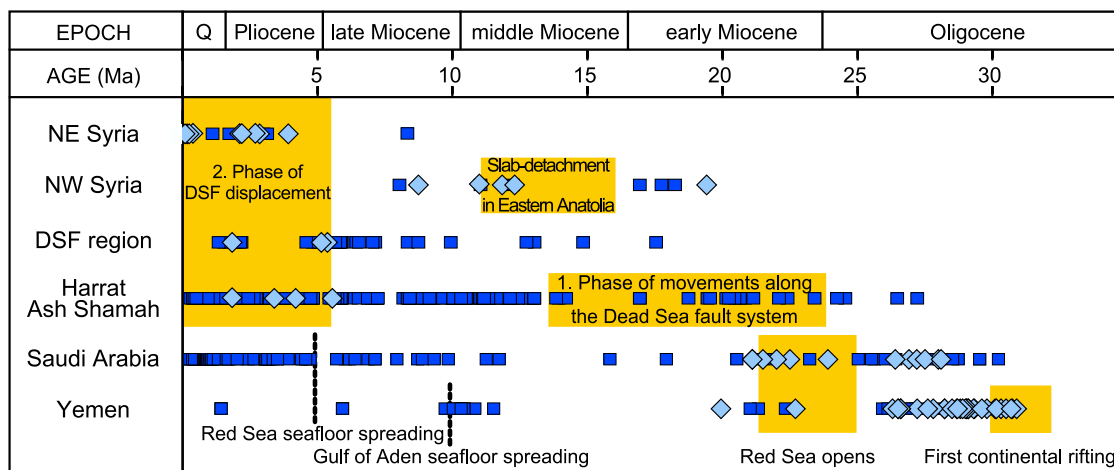 EPOCH Q Pliocene late Miocene middle Miocene early Miocene Oligocene
AGE (Ma) 5 10 15 20 25 30
NE Syria
2. Phase of
DSF displacement
NW Syria
Slab-detachment
in Eastern Anatolia
DSF region
Harrat
Ash Shamah
1. Phase of movements along
the Dead Sea fault system
Saudi Arabia
Yemen
Red Sea seafloor spreading
Gulf of Aden seafloor spreading
Red Sea opens
First continental rifting